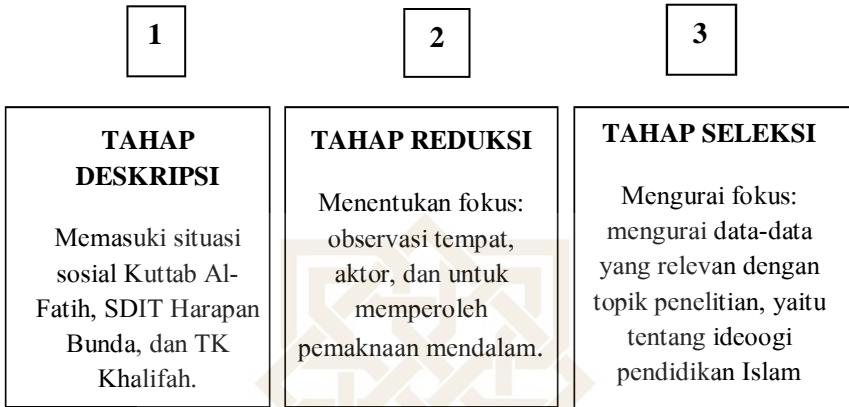 1
2
3
TAHAP
DESKRIPSI
Memasuki situasi
sosial Kuttab Al-
Fatih, SDIT Harapan
Bunda, dan TK
Khalifah.
TAHAP REDUKSI
Menentukan fokus:
observasi tempat,
aktor, dan untuk
memperoleh
pemaknaan mendalam.
TAHAP SELEKSI
Mengurai fokus:
mengurai data-data
yang relevan dengan
topik penelitian, yaitu
tentang ideoogi
pendidikan Islam